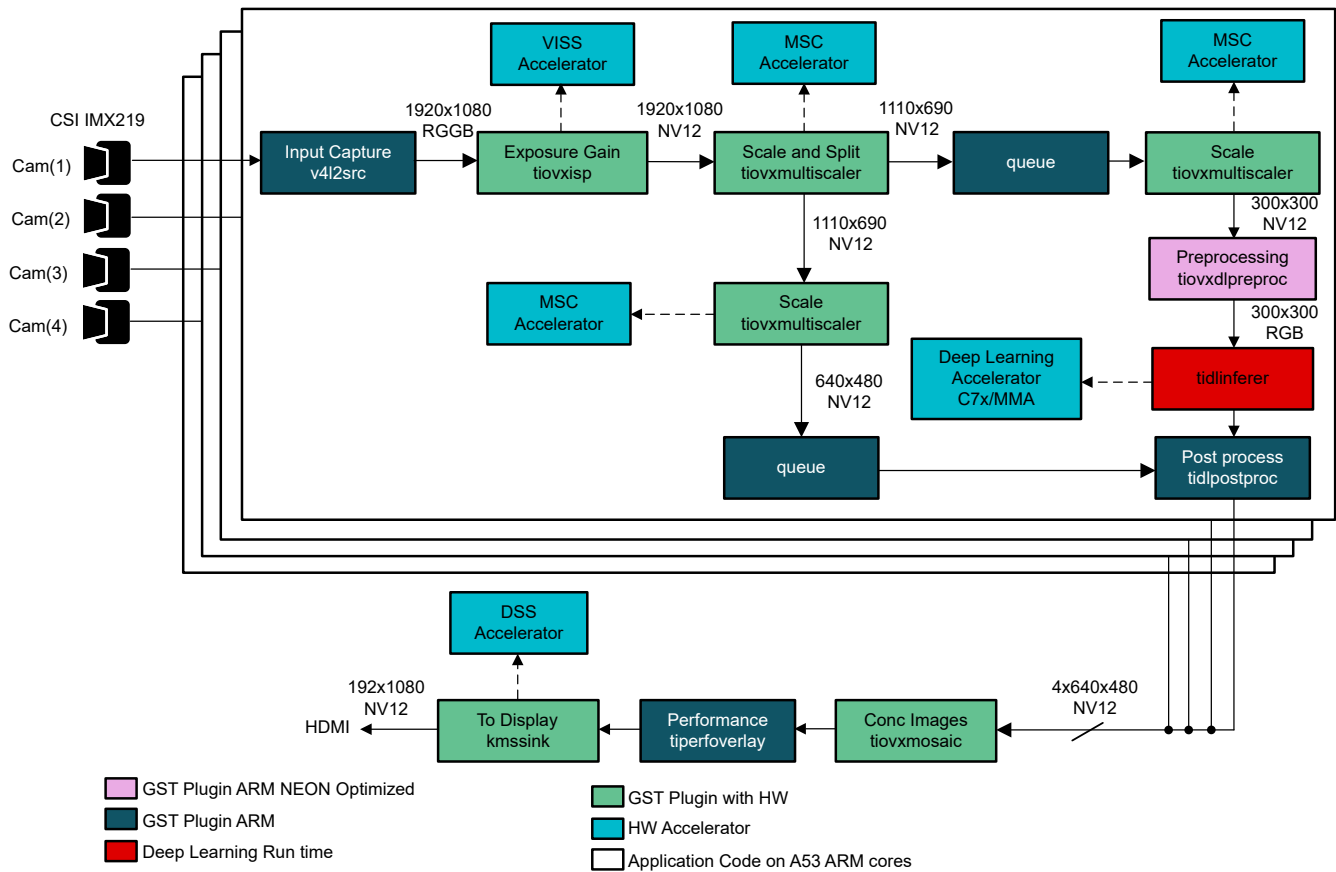 VISS
Accelerator
MSC
Accelerator
MSC
Accelerator
CSI IMX219
Cam(1)
Cam(2)
Cam(3)
Cam(4)
Input Capture
v4l2src
1920x1080
RGGB
Exposure Gain
tiovxisp
1920x1080
NV12
Scale and Split
tiovxmultiscaler
1110x690
NV12
queue
Scale
tiovxmultiscaler
1110x690
NV12
300x300
NV12
Preprocessing
tiovxdlpreproc
MSC
Accelerator
Scale
tiovxmultiscaler
300x300
RGB
Deep Learning
Accelerator
C7x/MMA
tidlinferer
640x480
NV12
queue
Post process
tidlpostproc
DSS
Accelerator
HDMI
192x1080
NV12
To Display
kmssink
Performance
tiperfoverlay
Conc Images
tiovxmosaic
4x640x480
NV12
GST Plugin ARM NEON Optimized
GST Plugin ARM
Deep Learning Run time
GST Plugin with HW
HW Accelerator
Application Code on A53 ARM cores